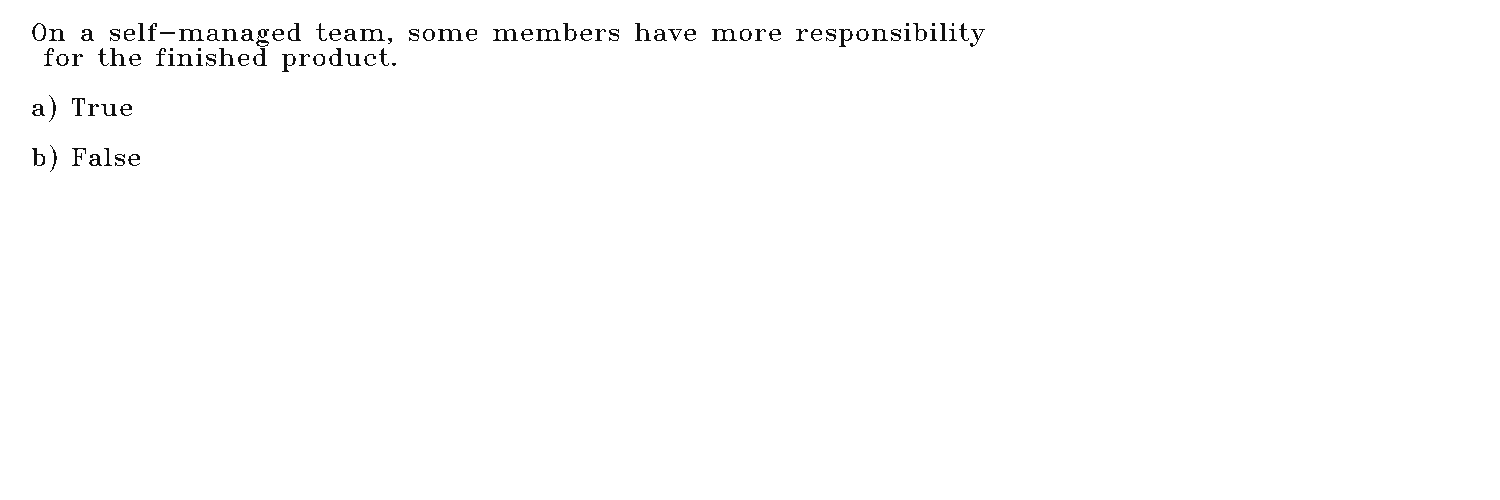 On a self-managed team, some members have more responsibility
for the finished product.
a) True
b) False